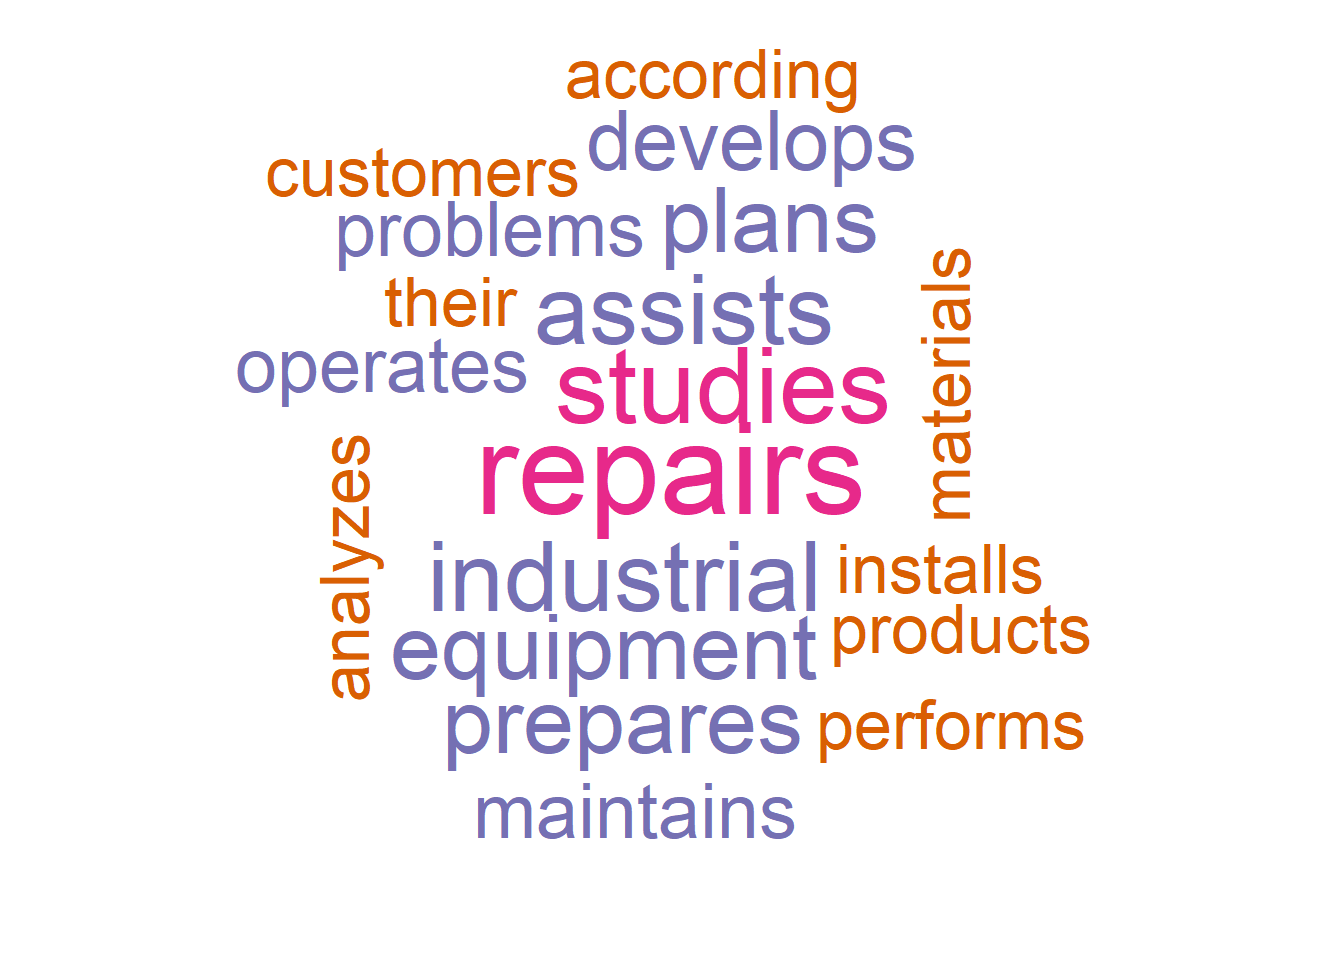 according
develops
customers
problems plans
their assists
operates
studies
materials
repairs
analyzes
industrial installs
equipment products
prepares performs
maintains